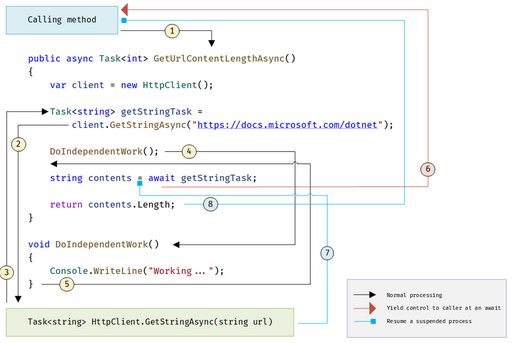 Calling method
1
public async Task<int> GetUrlContentLengthAsync()
{
var client = new HttpClient();
Task<string> getStringTask =
client.GetStringAsync("https://docs.microsoft.com/dotnet");
2
DoIndependentWork();
4
6
string contents = await getStringTask;
return contents.Length;
8
}
void DoIndependentWork()
7
{
3
Console.WriteLine("Working...");
}
5
Task<string> HttpClient.GetStringAsync(string url)
Normal processing
Yield control to caller at an await
Resume a suspended process